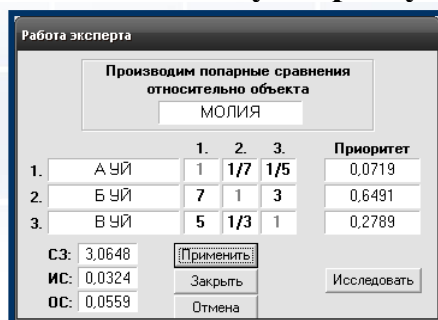 Работа эксперта
Производим попарные сравнения
относительно объекта
МОЛИЯ
1. 2. 3. Приоритет
1. А УЙ 1 1/7 1/5 0,0719
2. Б УЙ 7 1 3 0,6491
3. В УЙ 5 1/3 1 0,2789
СЗ: 3,0648 Применить
ИС: 0,0324 Закрыть Исследовать
ОС: 0,0559 Отмена